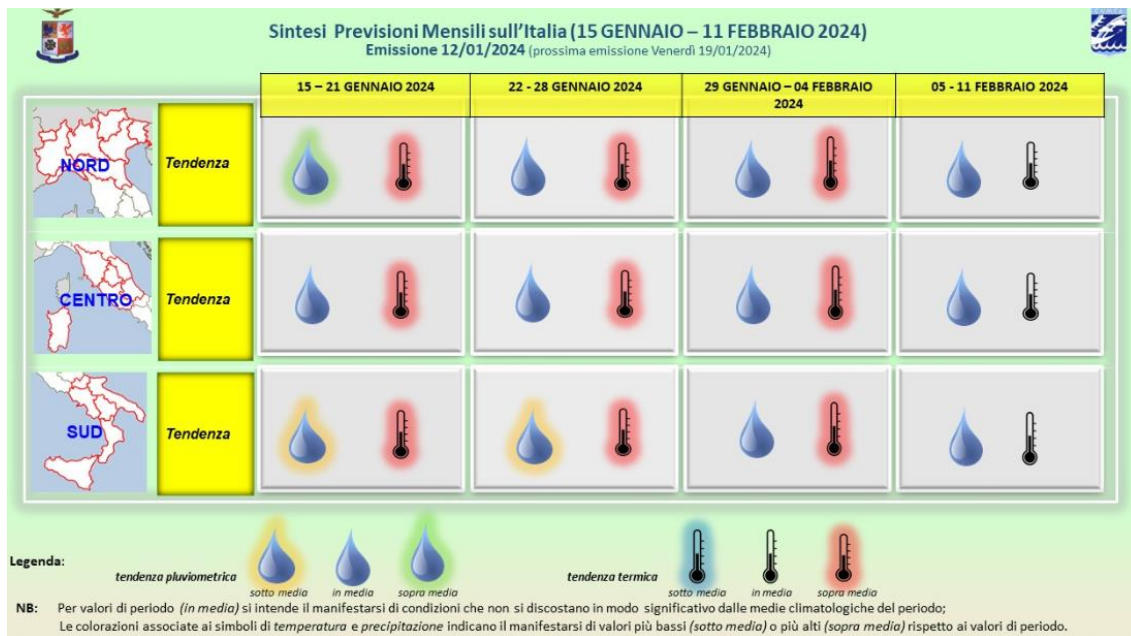 Sintesi Previsioni Mensili sull'Italia (15 GENNAIO – 11 FEBBRAIO 2024)
Emissione 12/01/2024 (prossima emissione Venerdì 19/01/2024)
15 – 21 GENNAIO 2024
22 - 28 GENNAIO 2024
29 GENNAIO – 04 FEBBRAIO
2024
05 - 11 FEBBRAIO 2024
NORD
Tendenza
CENTRO
Tendenza
SUD
Tendenza
Legenda:
tendenza pluviometrica
sotto media
in media
sopra media
tendenza termica
sotto media
in media
sopra media
NB: Per valori di periodo (in media) si intende il manifestarsi di condizioni che non si discostano in modo significativo dalle medie climatologiche del periodo;
Le colorazioni associate ai simboli di temperatura e precipitazione indicano il manifestarsi di valori più bassi (sotto media) o più alti (sopra media) rispetto ai valori di periodo.